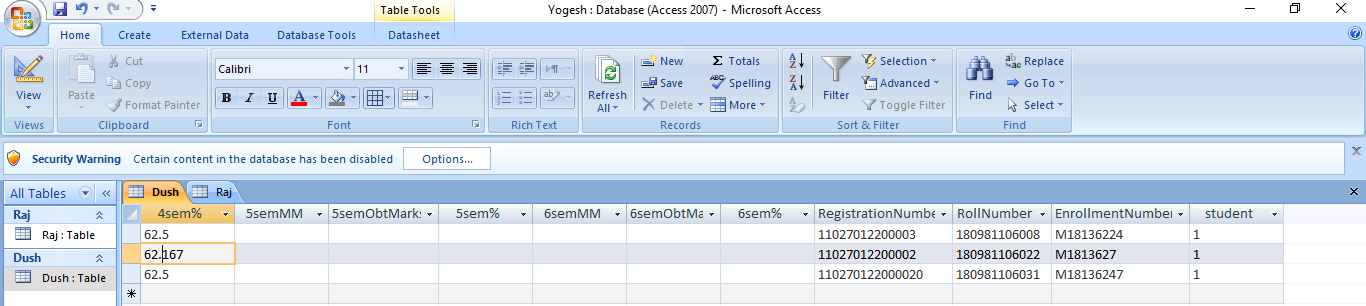 Table Tools
Yogesh : Database (Access 2007) - Microsoft Access
Home Create External Data Database Tools Datasheet
View
Views
Paste
Cut
Copy
Format Painter
Clipboard
Calibri 11
B I U A
Font
Rich Text
Refresh All
New
Save
Delete
Totals
Spelling
More
Records
Filter
Selection
Advanced
Toggle Filter
Sort & Filter
Find
Replace
Go To
Select
Find
Security Warning Certain content in the database has been disabled Options...
All Tables
Raj
Raj : Table
Dush
Dush : Table
Dush Raj
4sem% 5semMM 5semObtMarks 5sem% 6semMM 6semObtMa 6sem% RegistrationNumbe RollNumber EnrollmentNumber student
62.5 11027012200003 180981106008 M18136224 1
62.167 11027012200002 180981106022 M1813627 1
62.5 110270122000020 180981106031 M18136247 1